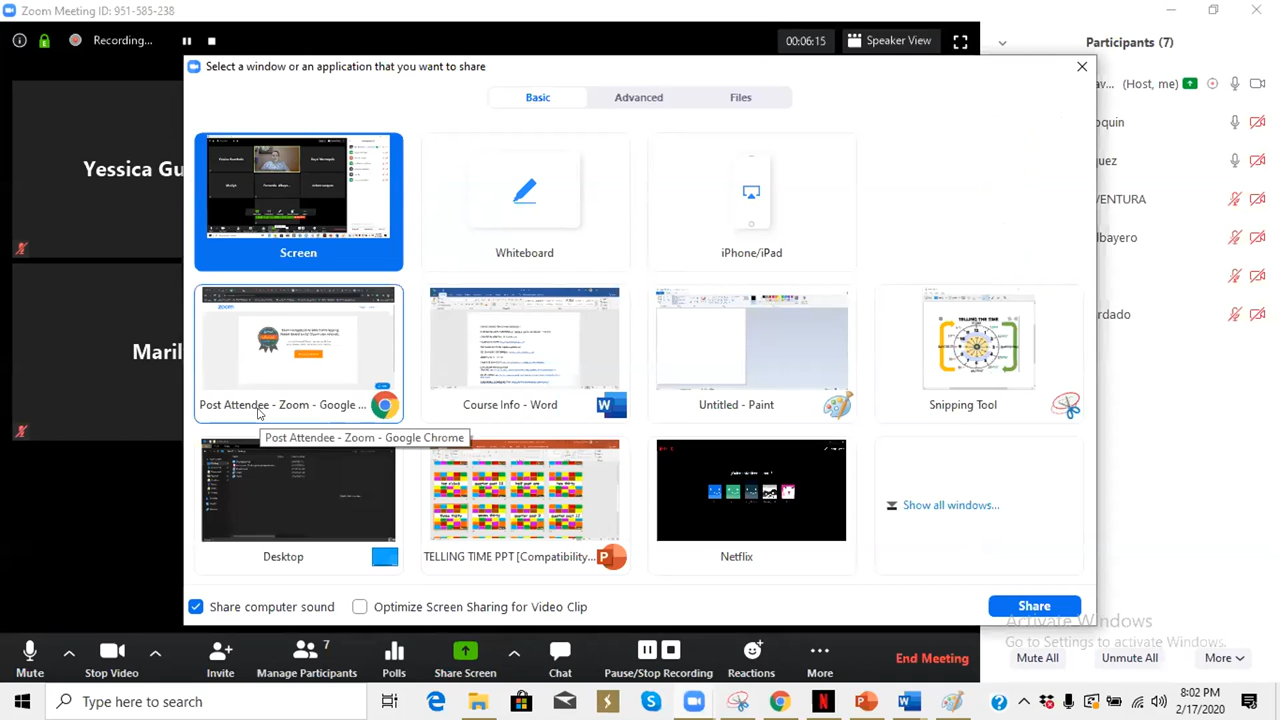 Zoom Meeting ID: 951-585-238
Recording...
00:06:15
Speaker View
Participants (7)
Select a window or an application that you want to share
Basic
Advanced
Files
(Host, me)
oquin
ica Gu
uez
VENTURA
lbayero
Screen
Whiteboard
iPhone/iPad
TELLING THE TIME
ardado
Maril
Post Attendee - Zoom - Google ...
Course Info - Word
Untitled - Paint
Snipping Tool
Post Attendee - Zoom - Google Chrome
Show all windows...
Desktop
TELLING TIME PPT [Compatibility...
Netflix
Share computer sound
Optimize Screen Sharing for Video Clip
Share
Activate Windows
Go to Settings to activate Windows.
7
Mute
Stop Video
Invite
Manage Participants
Polls
Share Screen
Chat
Pause/Stop Recording
Reactions
More
End Meeting
Mute All
Unmute All
More
Type here to search
8:02 PM
2/17/2020